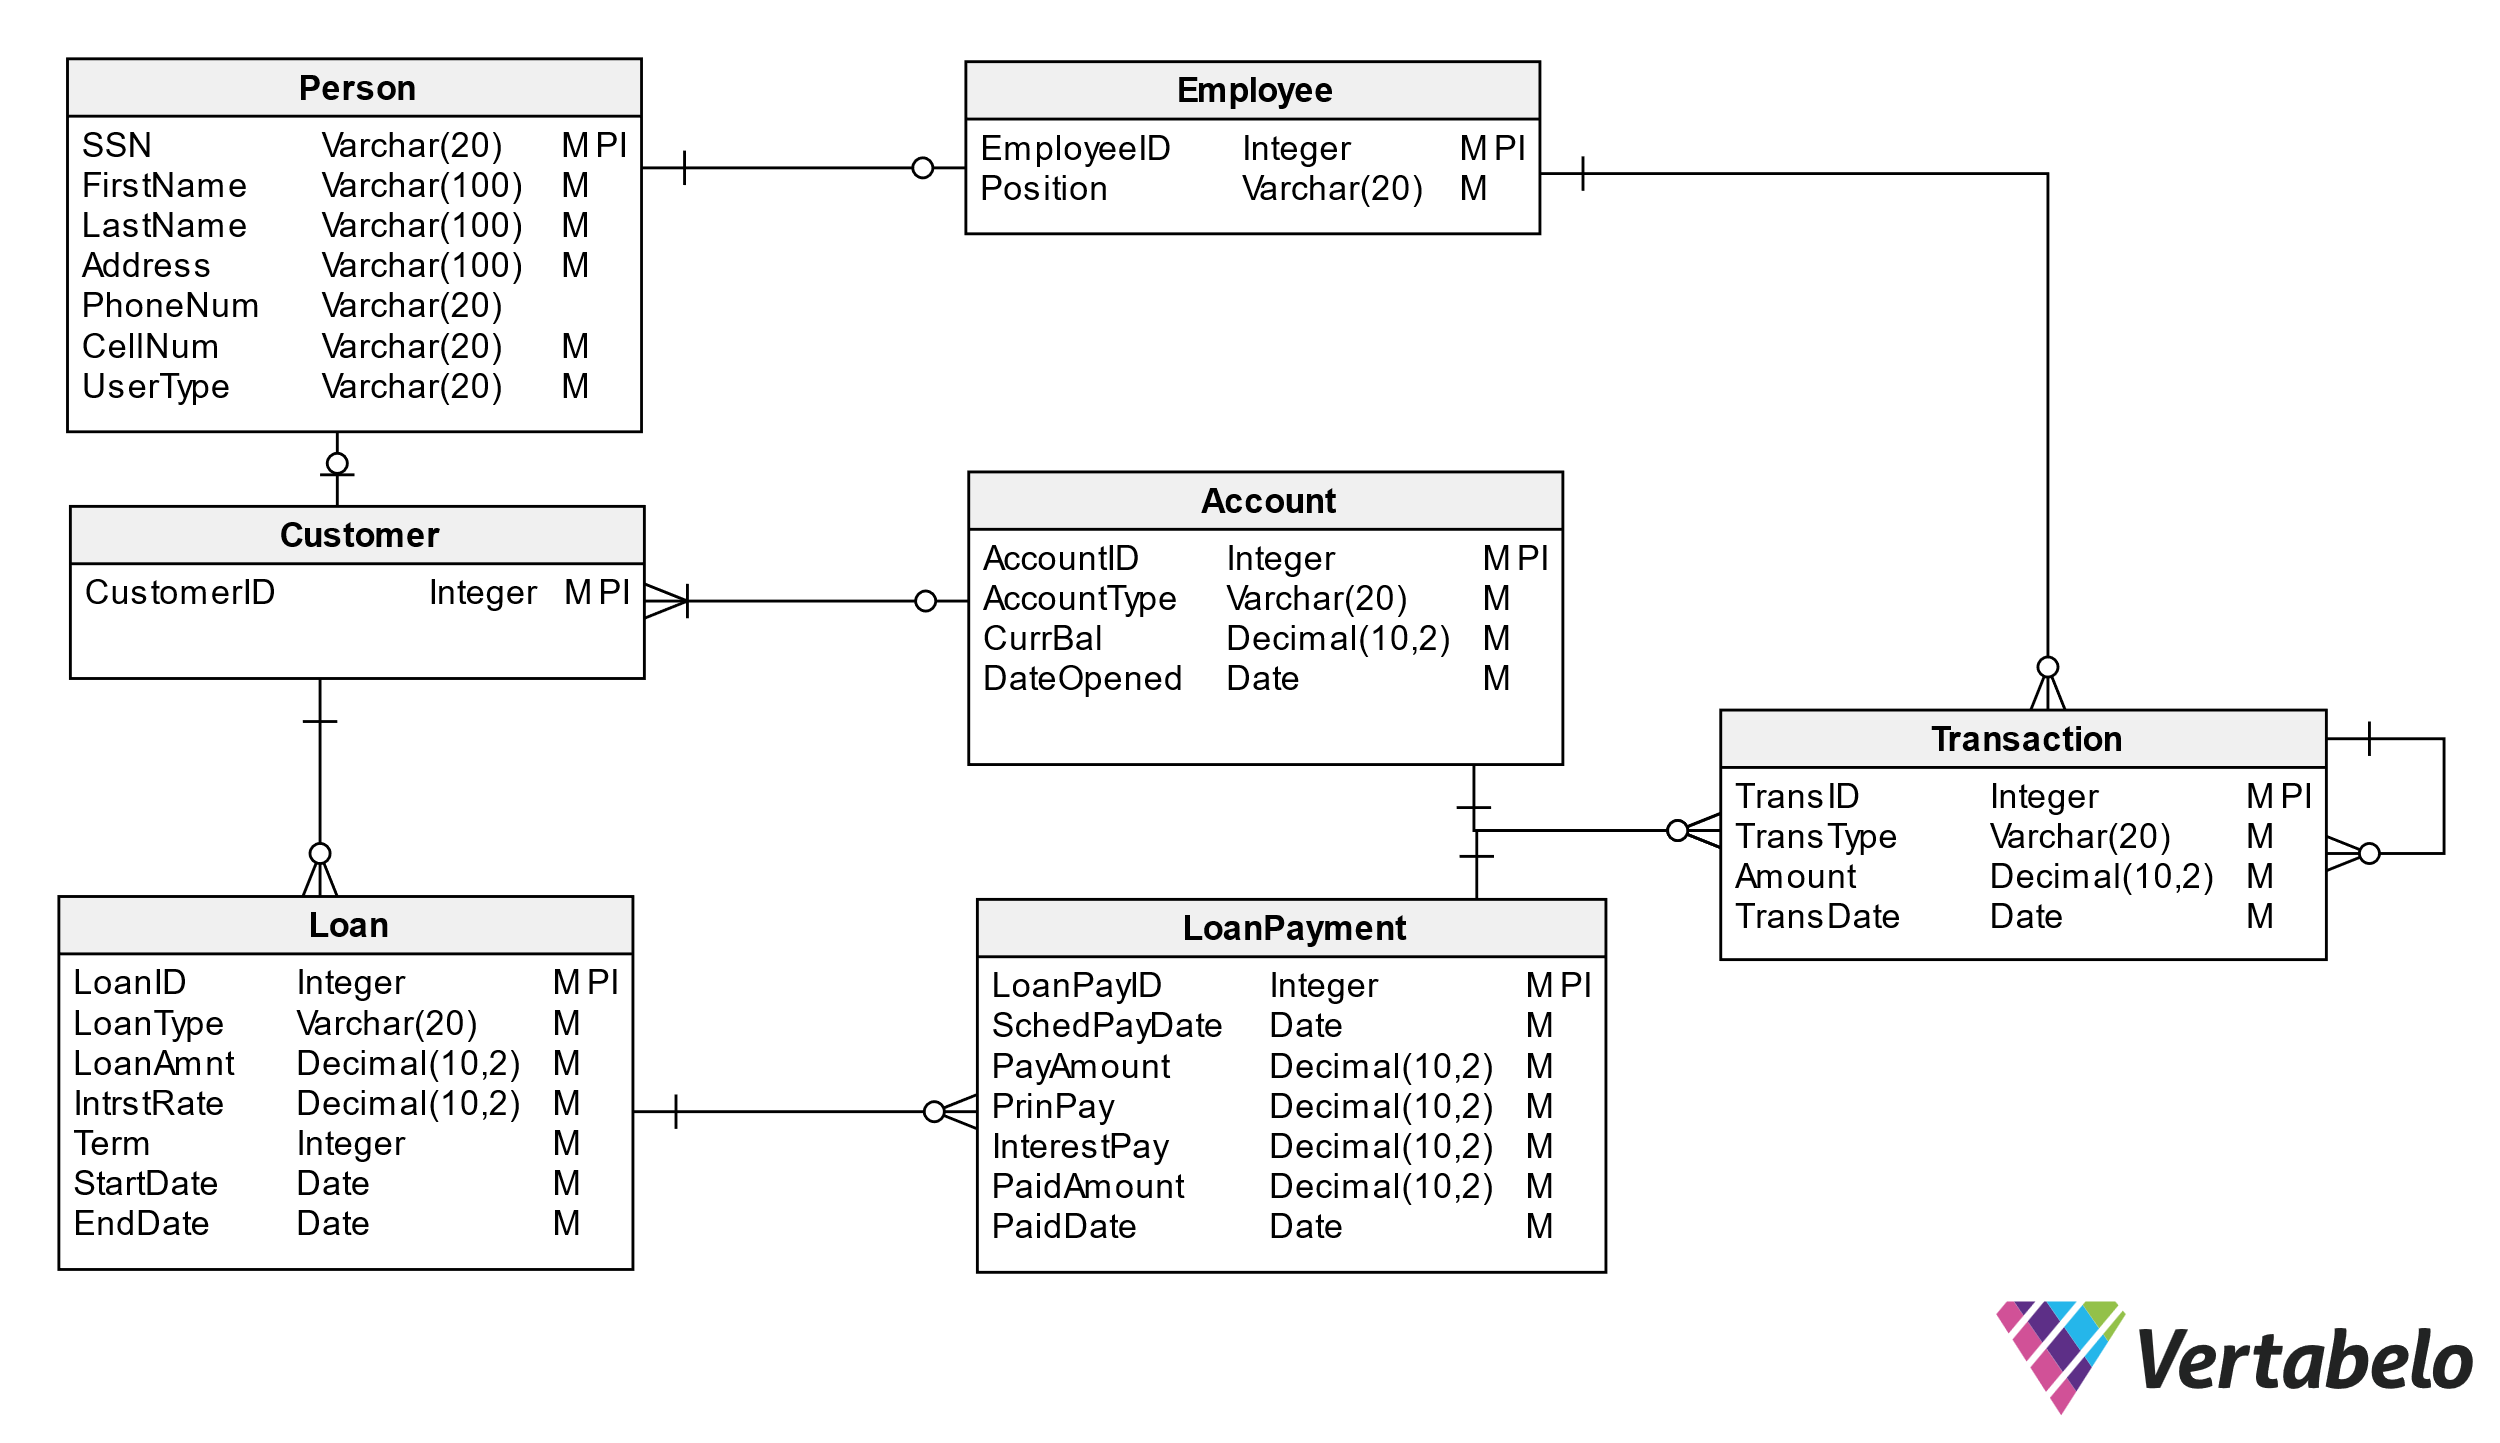 Person
SSN Varchar(20) M PI
FirstName Varchar(100) M
LastName Varchar(100) M
Address Varchar(100) M
PhoneNum Varchar(20)
CellNum Varchar(20) M
UserType Varchar(20) M
Employee
EmployeeID Integer M PI
Position Varchar(20) M
Customer
CustomerID Integer M PI
Account
AccountID Integer M PI
AccountType Varchar(20) M
CurrBal Decimal(10,2) M
DateOpened Date M
Transaction
TransID Integer M PI
TransType Varchar(20) M
Amount Decimal(10,2) M
TransDate Date M
Loan
LoanID Integer M PI
LoanType Varchar(20) M
LoanAmnt Decimal(10,2) M
IntrstRate Decimal(10,2) M
Term Integer M
StartDate Date M
EndDate Date M
LoanPayment
LoanPayID Integer M PI
SchedPayDate Date M
PayAmount Decimal(10,2) M
PrinPay Decimal(10,2) M
InterestPay Decimal(10,2) M
PaidAmount Decimal(10,2) M
PaidDate Date M
Vertabelo